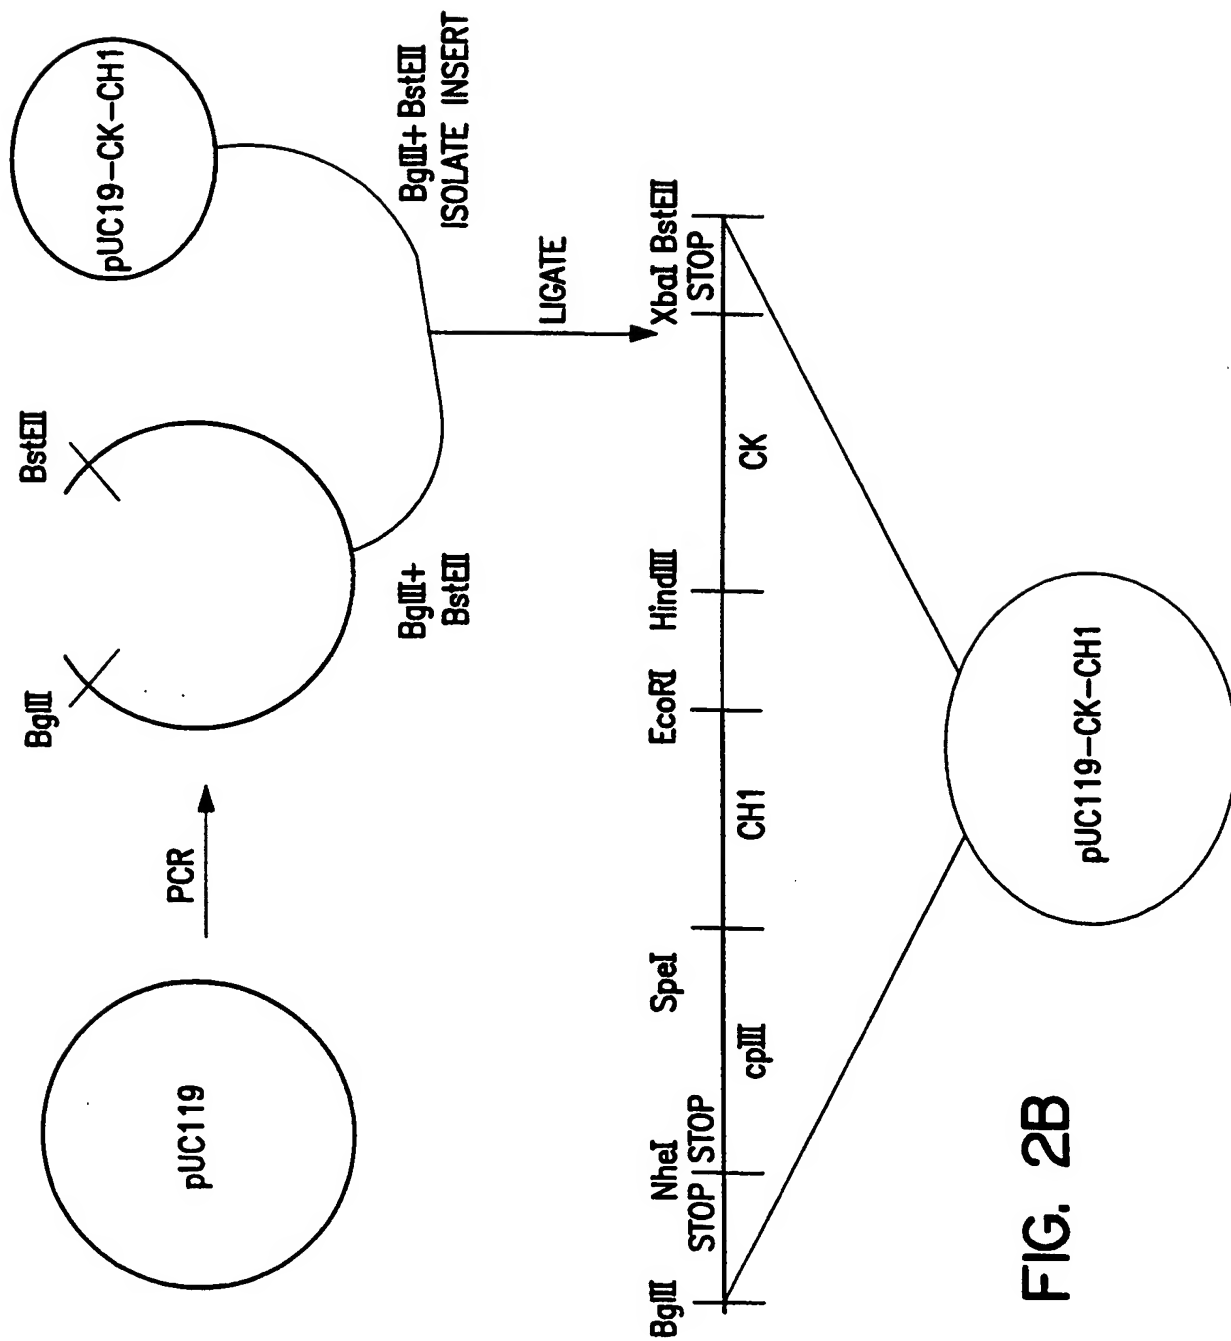 pUC119
PCR
BglII
BstEII
BglII+
BstEII
pUC19-CK-CH1
BglII+BstEII
ISOLATE INSERT
LIGATE
BglII NheI SpeI EcoRI HindIII XbaI BstEII
STOP STOP STOP
cpIII CH1 CK
pUC119-CK-CH1
FIG. 2B